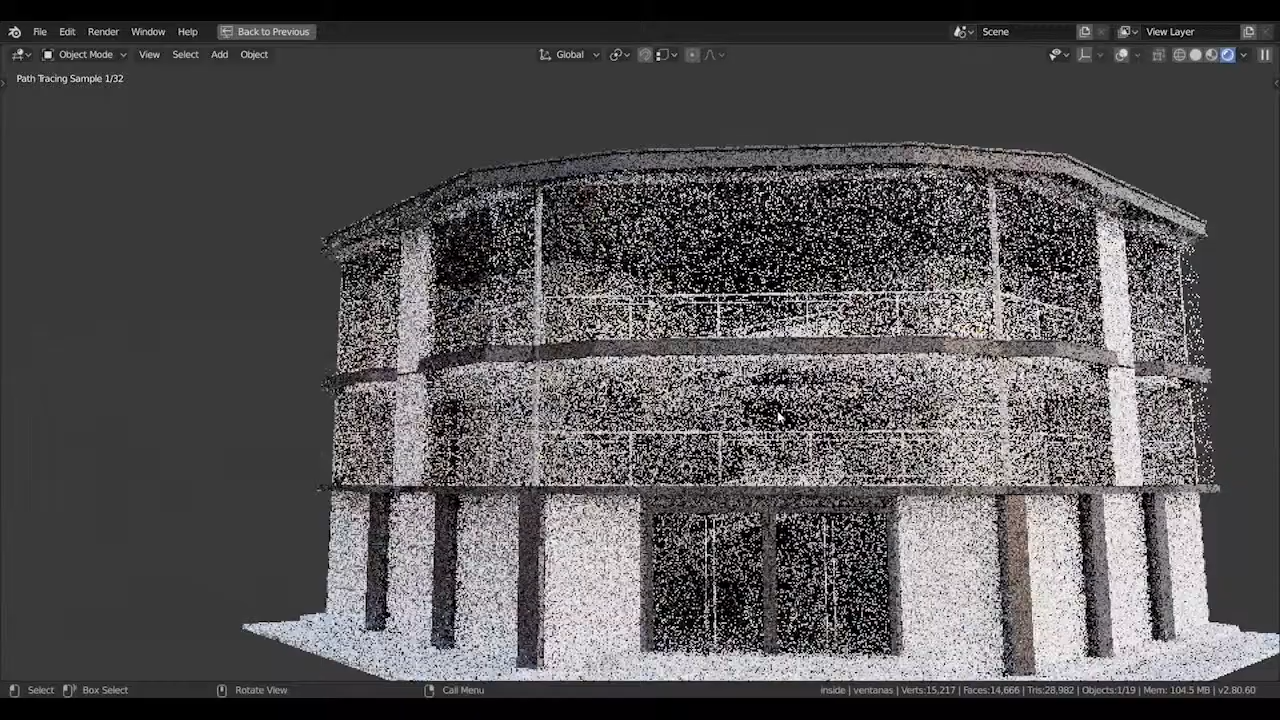 File Edit Render Window Help Back to Previous Scene View Layer
Object Mode View Select Add Object Global
Path Tracing Sample 1/32
Select Box Select Rotate View Call Menu inside | ventanas | Verts:15,217 | Faces:14,666 | Tris:28,982 | Objects:1/19 | Mem: 104.5 MB | v2.80.60